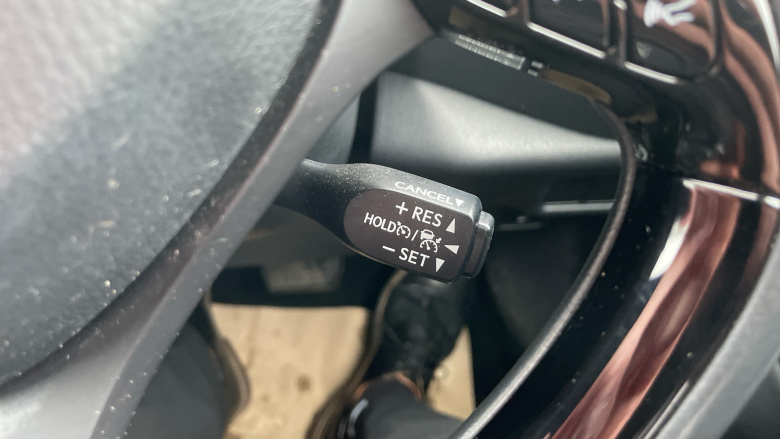 CANCEL▼
+ RES ▲
HOLD /
− SET ▼